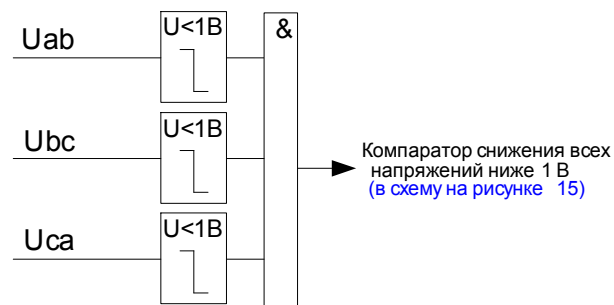 Uab
U<1В
&
Ubc
U<1В
Компаратор снижения всех
напряжений ниже 1 В
(в схему на рисунке 15)
Uca
U<1В